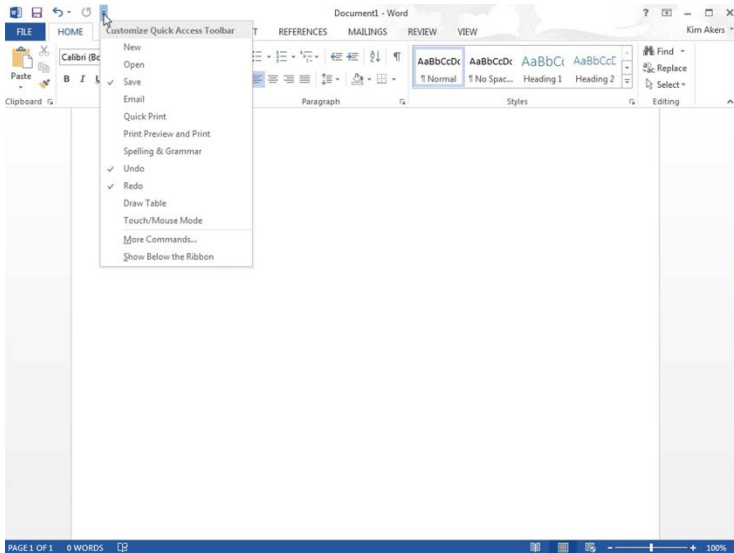 Document1 - Word
?
FILE
HOME
T
REFERENCES
MAILINGS
REVIEW
VIEW
Kim Akers
Customize Quick Access Toolbar
New
Open
✓ Save
Email
Quick Print
Print Preview and Print
Spelling & Grammar
✓ Undo
✓ Redo
Draw Table
Touch/Mouse Mode
More Commands...
Show Below the Ribbon
Paste
Calibri (Bo
B I U
Clipboard
Paragraph
AaBbCcDc AaBbCcDc AaBbCc AaBbCcC
¶ Normal ¶ No Spac... Heading 1 Heading 2
Styles
Find
Replace
Select
Editing
PAGE 1 OF 1 0 WORDS
100%